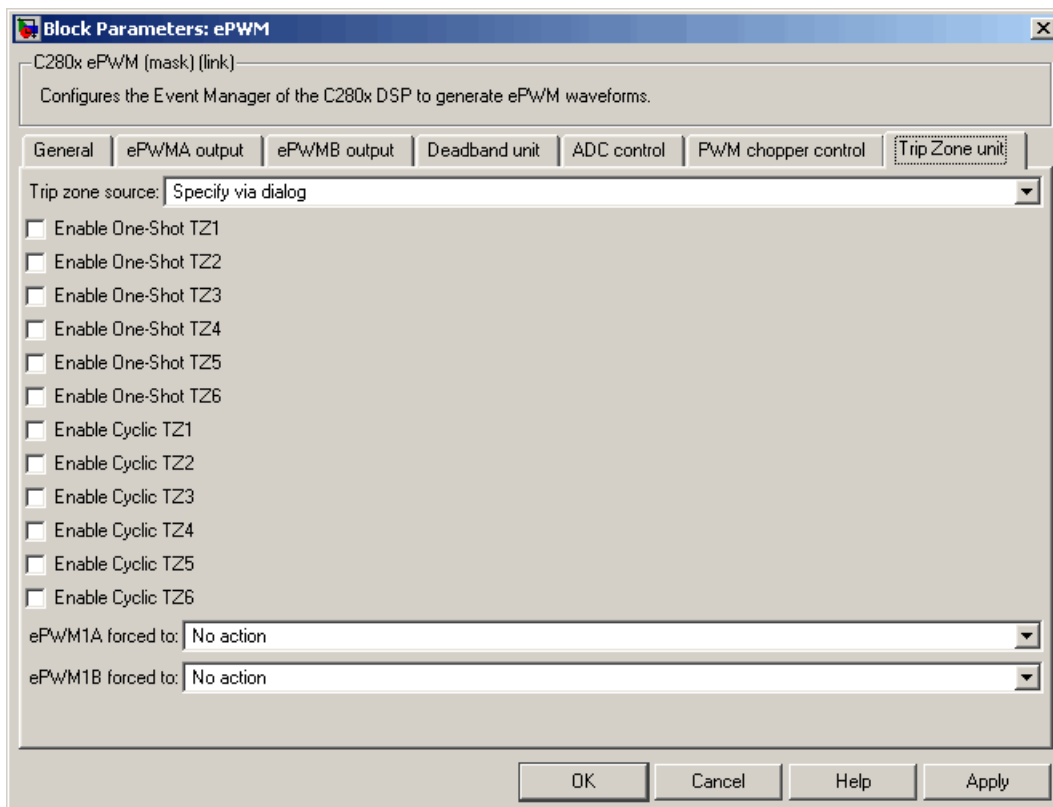 Block Parameters: ePWM
C280x ePWM (mask) (link)
Configures the Event Manager of the C280x DSP to generate ePWM waveforms.
General ePWMA output ePWMB output Deadband unit ADC control PWM chopper control Trip Zone unit
Trip zone source: Specify via dialog
Enable One-Shot TZ1
Enable One-Shot TZ2
Enable One-Shot TZ3
Enable One-Shot TZ4
Enable One-Shot TZ5
Enable One-Shot TZ6
Enable Cyclic TZ1
Enable Cyclic TZ2
Enable Cyclic TZ3
Enable Cyclic TZ4
Enable Cyclic TZ5
Enable Cyclic TZ6
ePWM1A forced to: No action
ePWM1B forced to: No action
OK Cancel Help Apply